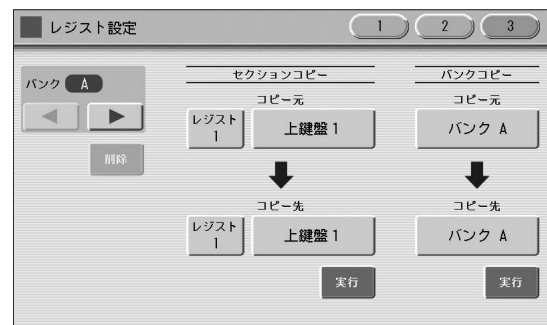 レジスト設定
1
2
3
バンク A
削除
セクションコピー
コピー元
レジスト
1
上鍵盤 1
コピー先
レジスト
1
上鍵盤 1
実行
バンクコピー
コピー元
バンク A
コピー先
バンク A
実行